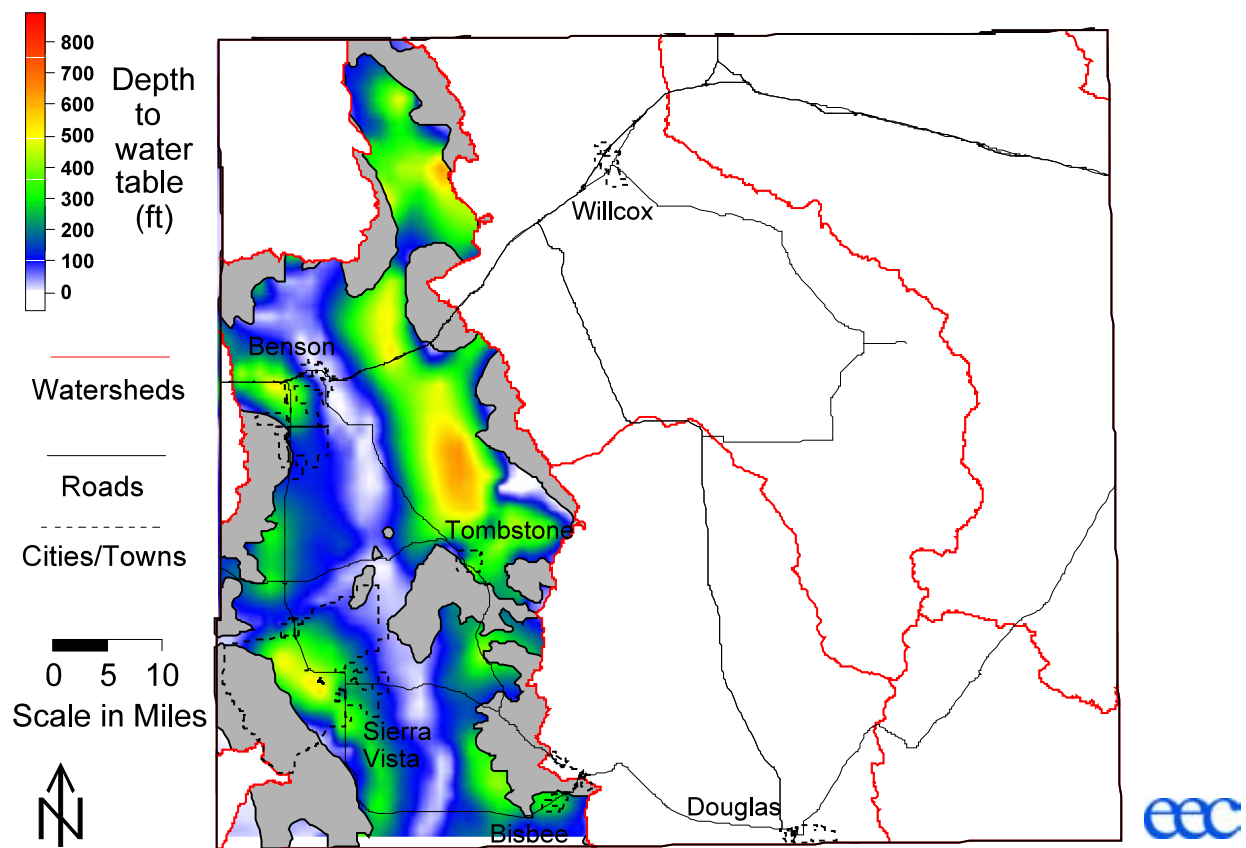 800
700
600
500
400
300
200
100
0
Depth
to
water
table
(ft)
Watersheds
Roads
Cities/Towns
0 5 10
Scale in Miles
N
Willcox
Benson
Tombstone
Sierra
Vista
Bisbee
Douglas
eec